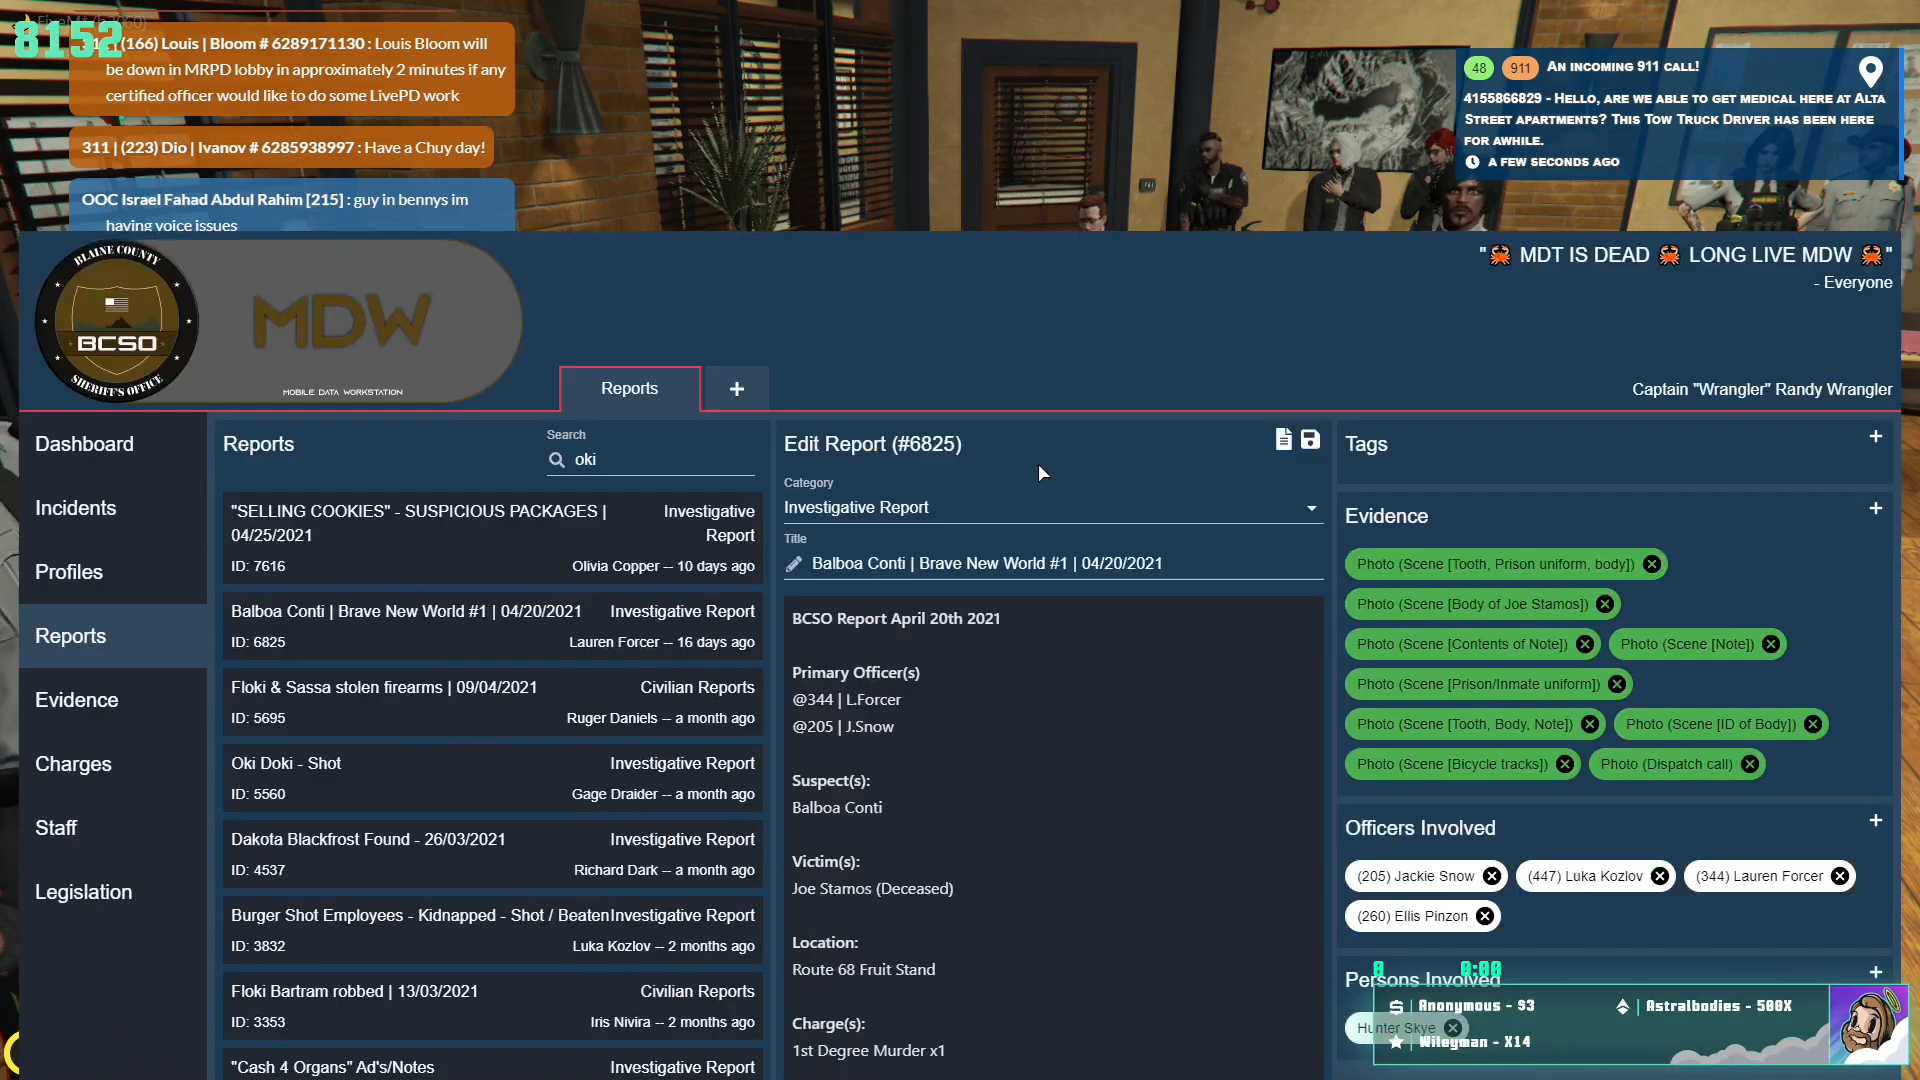 8152
(166) Louis | Bloom # 6289171130 : Louis Bloom will
be down in MRPD lobby in approximately 2 minutes if any
certified officer would like to do some LivePD work
311 | (223) Dio | Ivanov # 6285938997 : Have a Chuy day!
OOC Israel Fahad Abdul Rahim [215] : guy in bennys im
having voice issues
48 911 An incoming 911 call!
4155866829 - Hello, are we able to get medical here at Alta
Street apartments? This Tow Truck Driver has been here
for awhile.
a few seconds ago
BLAINE COUNTY
BCSO
SHERIFF'S OFFICE
MDW
MOBILE DATA WORKSTATION
"🦀 MDT IS DEAD 🦀 LONG LIVE MDW 🦀"
- Everyone
Reports
+
Captain "Wrangler" Randy Wrangler
Dashboard
Incidents
Profiles
Reports
Evidence
Charges
Staff
Legislation
Reports
Search
oki
"SELLING COOKIES" - SUSPICIOUS PACKAGES |
04/25/2021
Investigative
Report
ID: 7616
Olivia Copper -- 10 days ago
Balboa Conti | Brave New World #1 | 04/20/2021
Investigative Report
ID: 6825
Lauren Forcer -- 16 days ago
Floki & Sassa stolen firearms | 09/04/2021
Civilian Reports
ID: 5695
Ruger Daniels -- a month ago
Oki Doki - Shot
Investigative Report
ID: 5560
Gage Draider -- a month ago
Dakota Blackfrost Found - 26/03/2021
Investigative Report
ID: 4537
Richard Dark -- a month ago
Burger Shot Employees - Kidnapped - Shot / Beaten
Investigative Report
ID: 3832
Luka Kozlov -- 2 months ago
Floki Bartram robbed | 13/03/2021
Civilian Reports
ID: 3353
Iris Nivira -- 2 months ago
"Cash 4 Organs" Ad's/Notes
Investigative Report
Edit Report (#6825)
Category
Investigative Report
Title
Balboa Conti | Brave New World #1 | 04/20/2021
BCSO Report April 20th 2021
Primary Officer(s)
@344 | L.Forcer
@205 | J.Snow
Suspect(s):
Balboa Conti
Victim(s):
Joe Stamos (Deceased)
Location:
Route 68 Fruit Stand
Charge(s):
1st Degree Murder x1
Tags
+
Evidence
+
Photo (Scene [Tooth, Prison uniform, body])
Photo (Scene [Body of Joe Stamos])
Photo (Scene [Contents of Note])
Photo (Scene [Note])
Photo (Scene [Prison/Inmate uniform])
Photo (Scene [Tooth, Body, Note])
Photo (Scene [ID of Body])
Photo (Scene [Bicycle tracks])
Photo (Dispatch call)
Officers Involved
+
(205) Jackie Snow
(447) Luka Kozlov
(344) Lauren Forcer
(260) Ellis Pinzon
Persons Involved
+
0
0:00
Hunter Skye
Anonymous - $3
Astralbodies - 500X
Wileyman - X14